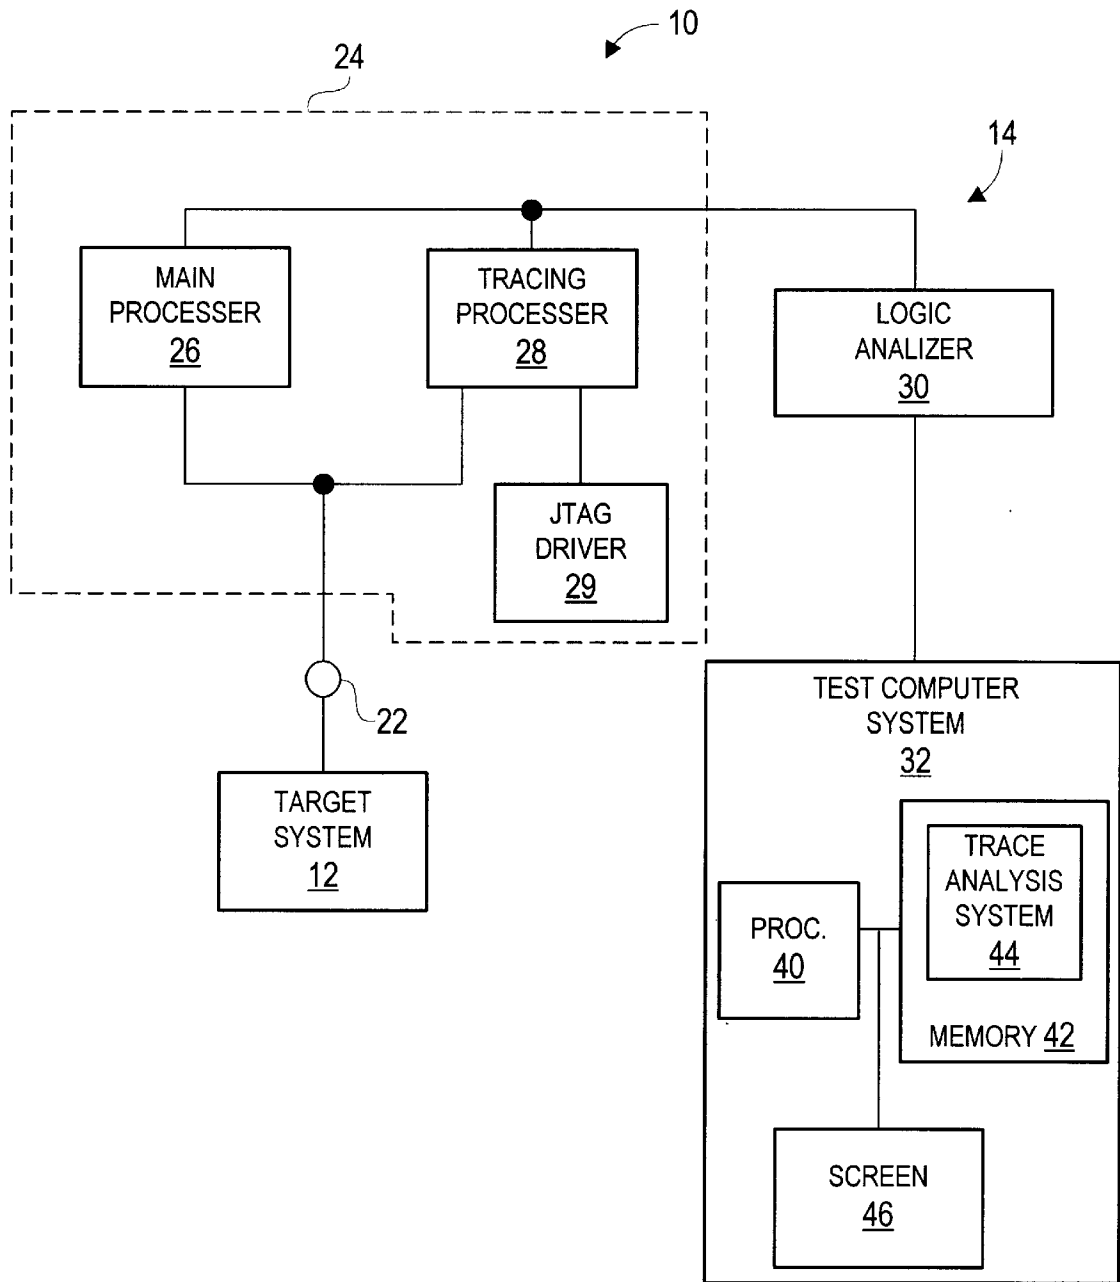 10
24
14
MAIN
PROCESSER
26
TRACING
PROCESSER
28
LOGIC
ANALIZER
30
JTAG
DRIVER
29
22
TARGET
SYSTEM
12
TEST COMPUTER
SYSTEM
32
TRACE
ANALYSIS
SYSTEM
44
PROC.
40
MEMORY 42
SCREEN
46